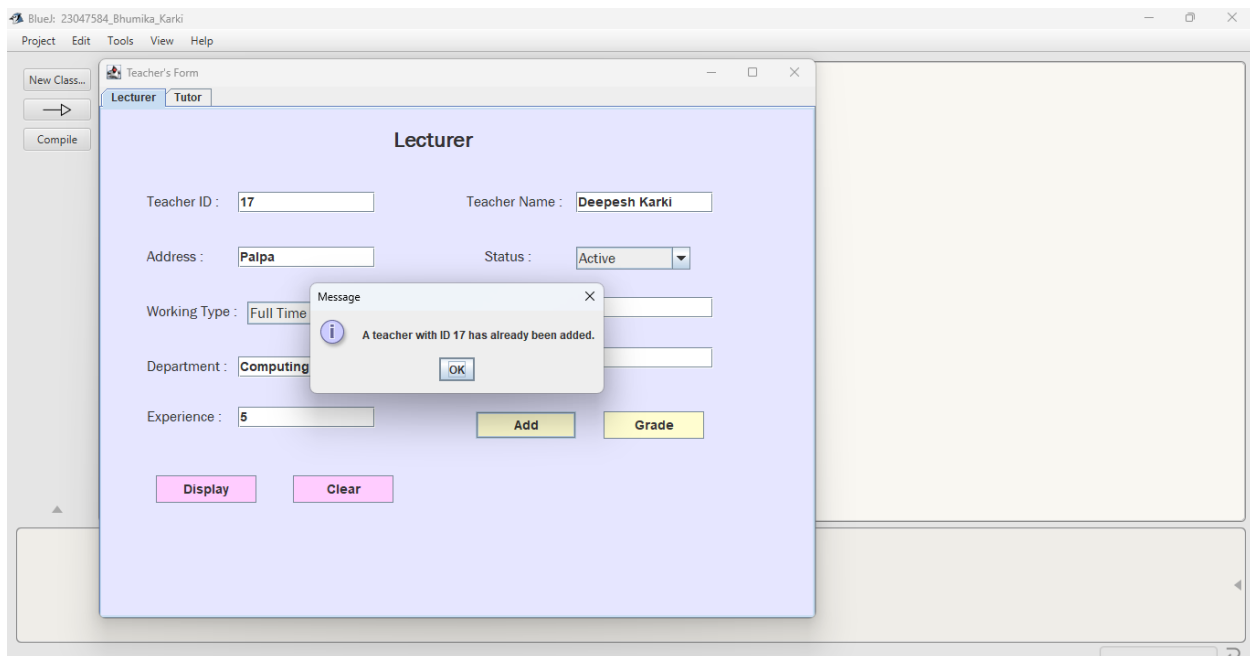 BlueJ: 23047584_Bhumika_Karki
Project Edit Tools View Help
New Class...
Compile
Teacher's Form
Lecturer Tutor
Lecturer
Teacher ID : 17 Teacher Name : Deepesh Karki
Address : Palpa Status : Active
Working Type : Full Time
Message
A teacher with ID 17 has already been added.
OK
Department : Computing
Experience : 5
Add Grade
Display Clear